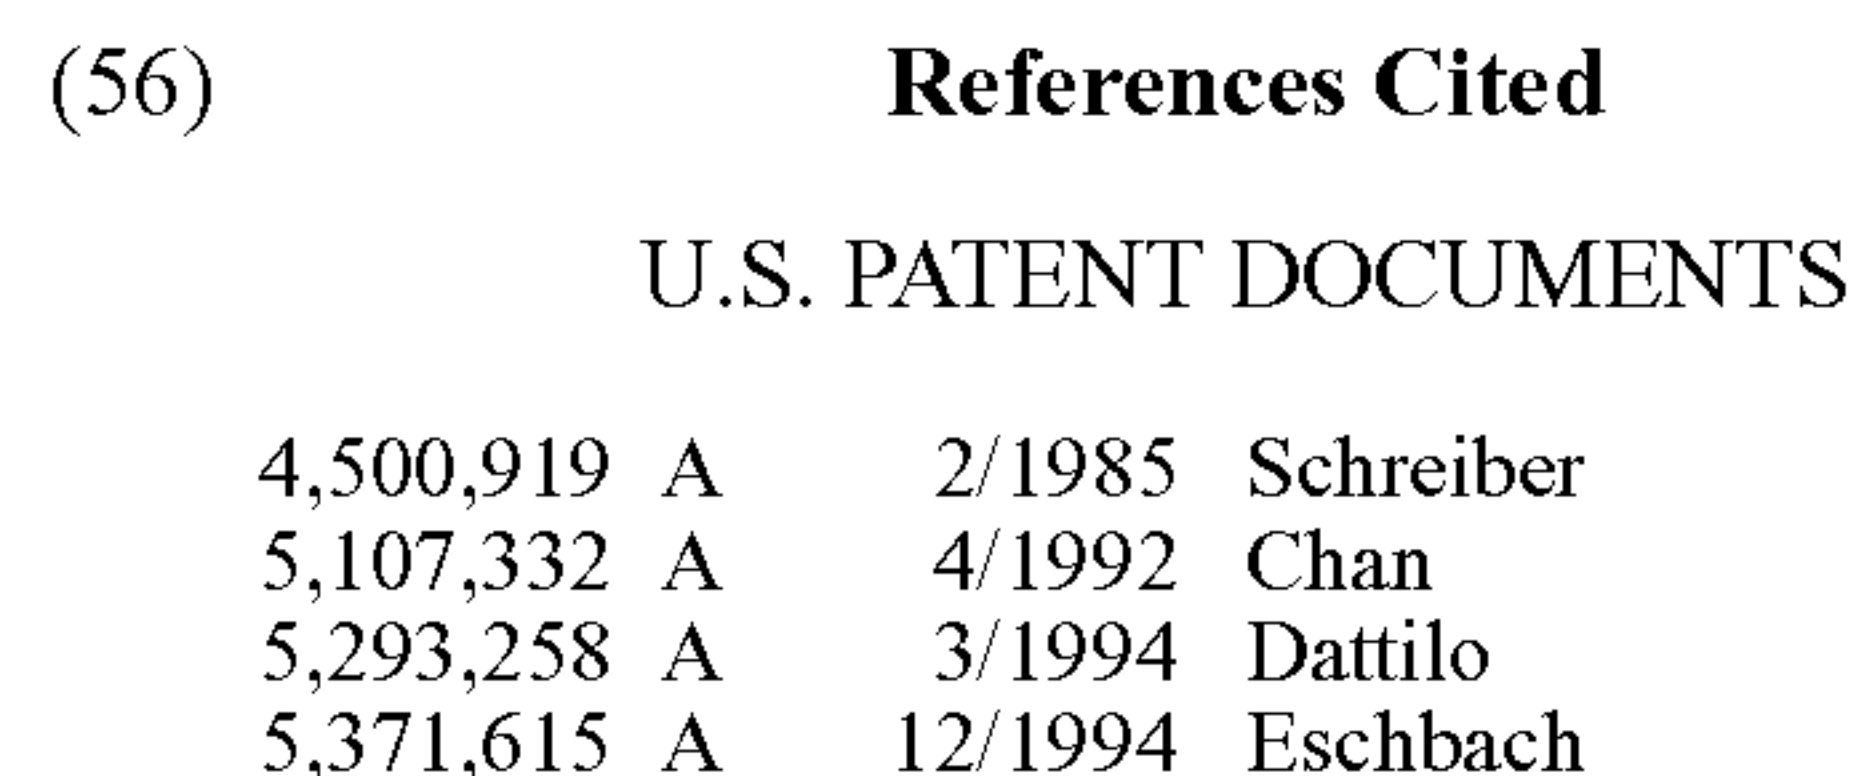 (56) References Cited
U.S. PATENT DOCUMENTS
4,500,919 A 2/1985 Schreiber
5,107,332 A 4/1992 Chan
5,293,258 A 3/1994 Dattilo
5,371,615 A 12/1994 Eschbach